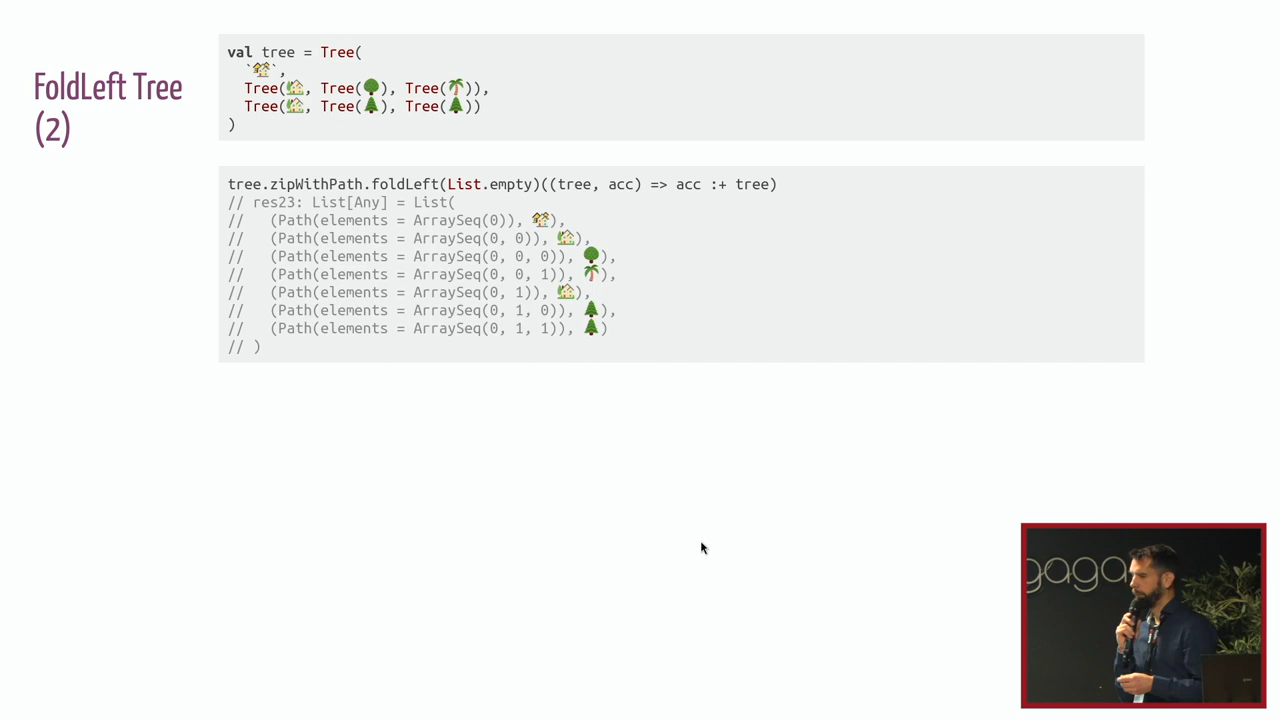 FoldLeft Tree
(2)
val tree = Tree(
  `🏘`,
  Tree(🏡, Tree(🌳), Tree(🌴)),
  Tree(🏡, Tree(🌲), Tree(🌲))
)
tree.zipWithPath.foldLeft(List.empty)((tree, acc) => acc :+ tree)
// res23: List[Any] = List(
//   (Path(elements = ArraySeq(0)), 🏘),
//   (Path(elements = ArraySeq(0, 0)), 🏡),
//   (Path(elements = ArraySeq(0, 0, 0)), 🌳),
//   (Path(elements = ArraySeq(0, 0, 1)), 🌴),
//   (Path(elements = ArraySeq(0, 1)), 🏡),
//   (Path(elements = ArraySeq(0, 1, 0)), 🌲),
//   (Path(elements = ArraySeq(0, 1, 1)), 🌲)
// )
gaga